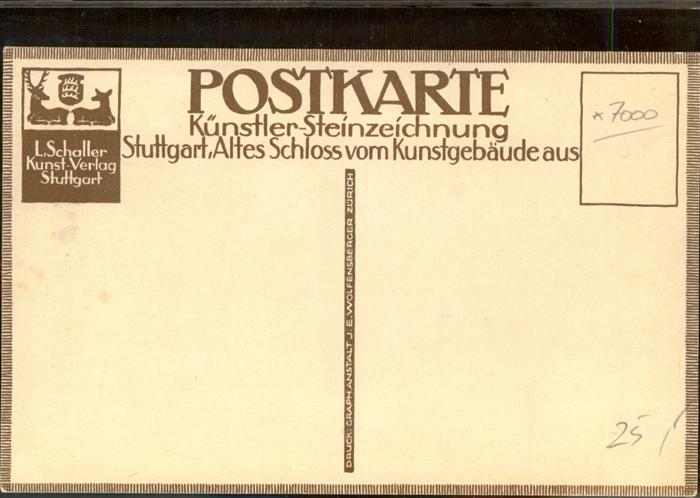 POSTKARTE
Künstler-Steinzeichnung
Stuttgart, Altes Schloss vom Kunstgebäude aus
L. Schaller
Kunst-Verlag
Stuttgart
x 7000
DRUCK: GRAPH. ANSTALT J. E. WOLFENSBERGER ZÜRICH
25